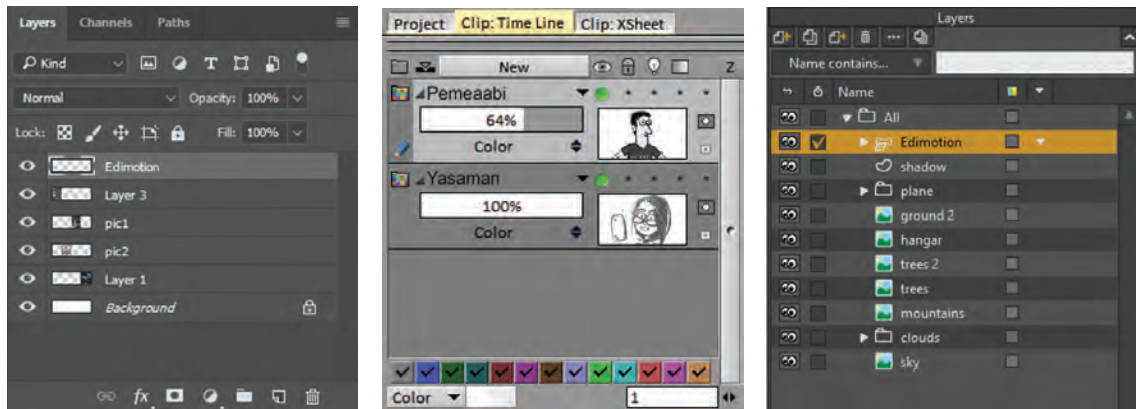 Layers Channels Paths
Kind
Normal Opacity: 100%
Lock: Fill: 100%
Edimotion
Layer 3
pic1
pic2
Layer 1
Background
fx
Project Clip: Time Line Clip: XSheet
New Z
Pemeaabi
64%
Color
Yasaman
100%
Color
Color 1
Layers
Name contains...
Name
All
Edimotion
shadow
plane
ground 2
hangar
trees 2
trees
mountains
clouds
sky